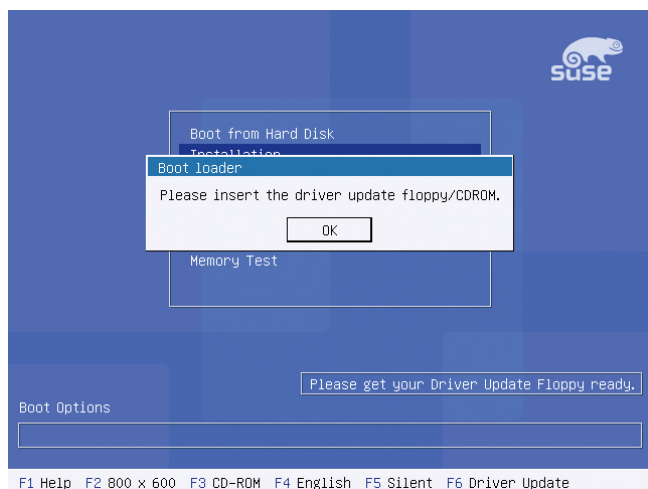 suse
Boot from Hard Disk
Installation
Boot loader
Please insert the driver update floppy/CDROM.
OK
Memory Test
Please get your Driver Update Floppy ready.
Boot Options
F1 Help F2 800 x 600 F3 CD-ROM F4 English F5 Silent F6 Driver Update